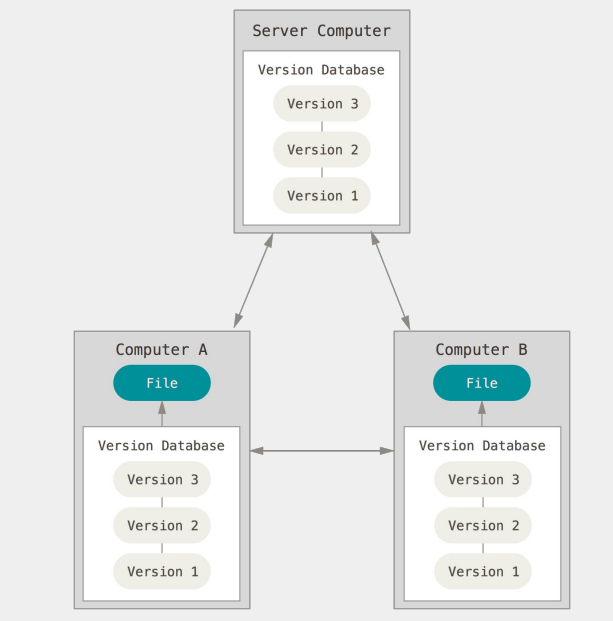 Server Computer
Version Database
Version 3
Version 2
Version 1
Computer A
File
Version Database
Version 3
Version 2
Version 1
Computer B
File
Version Database
Version 3
Version 2
Version 1